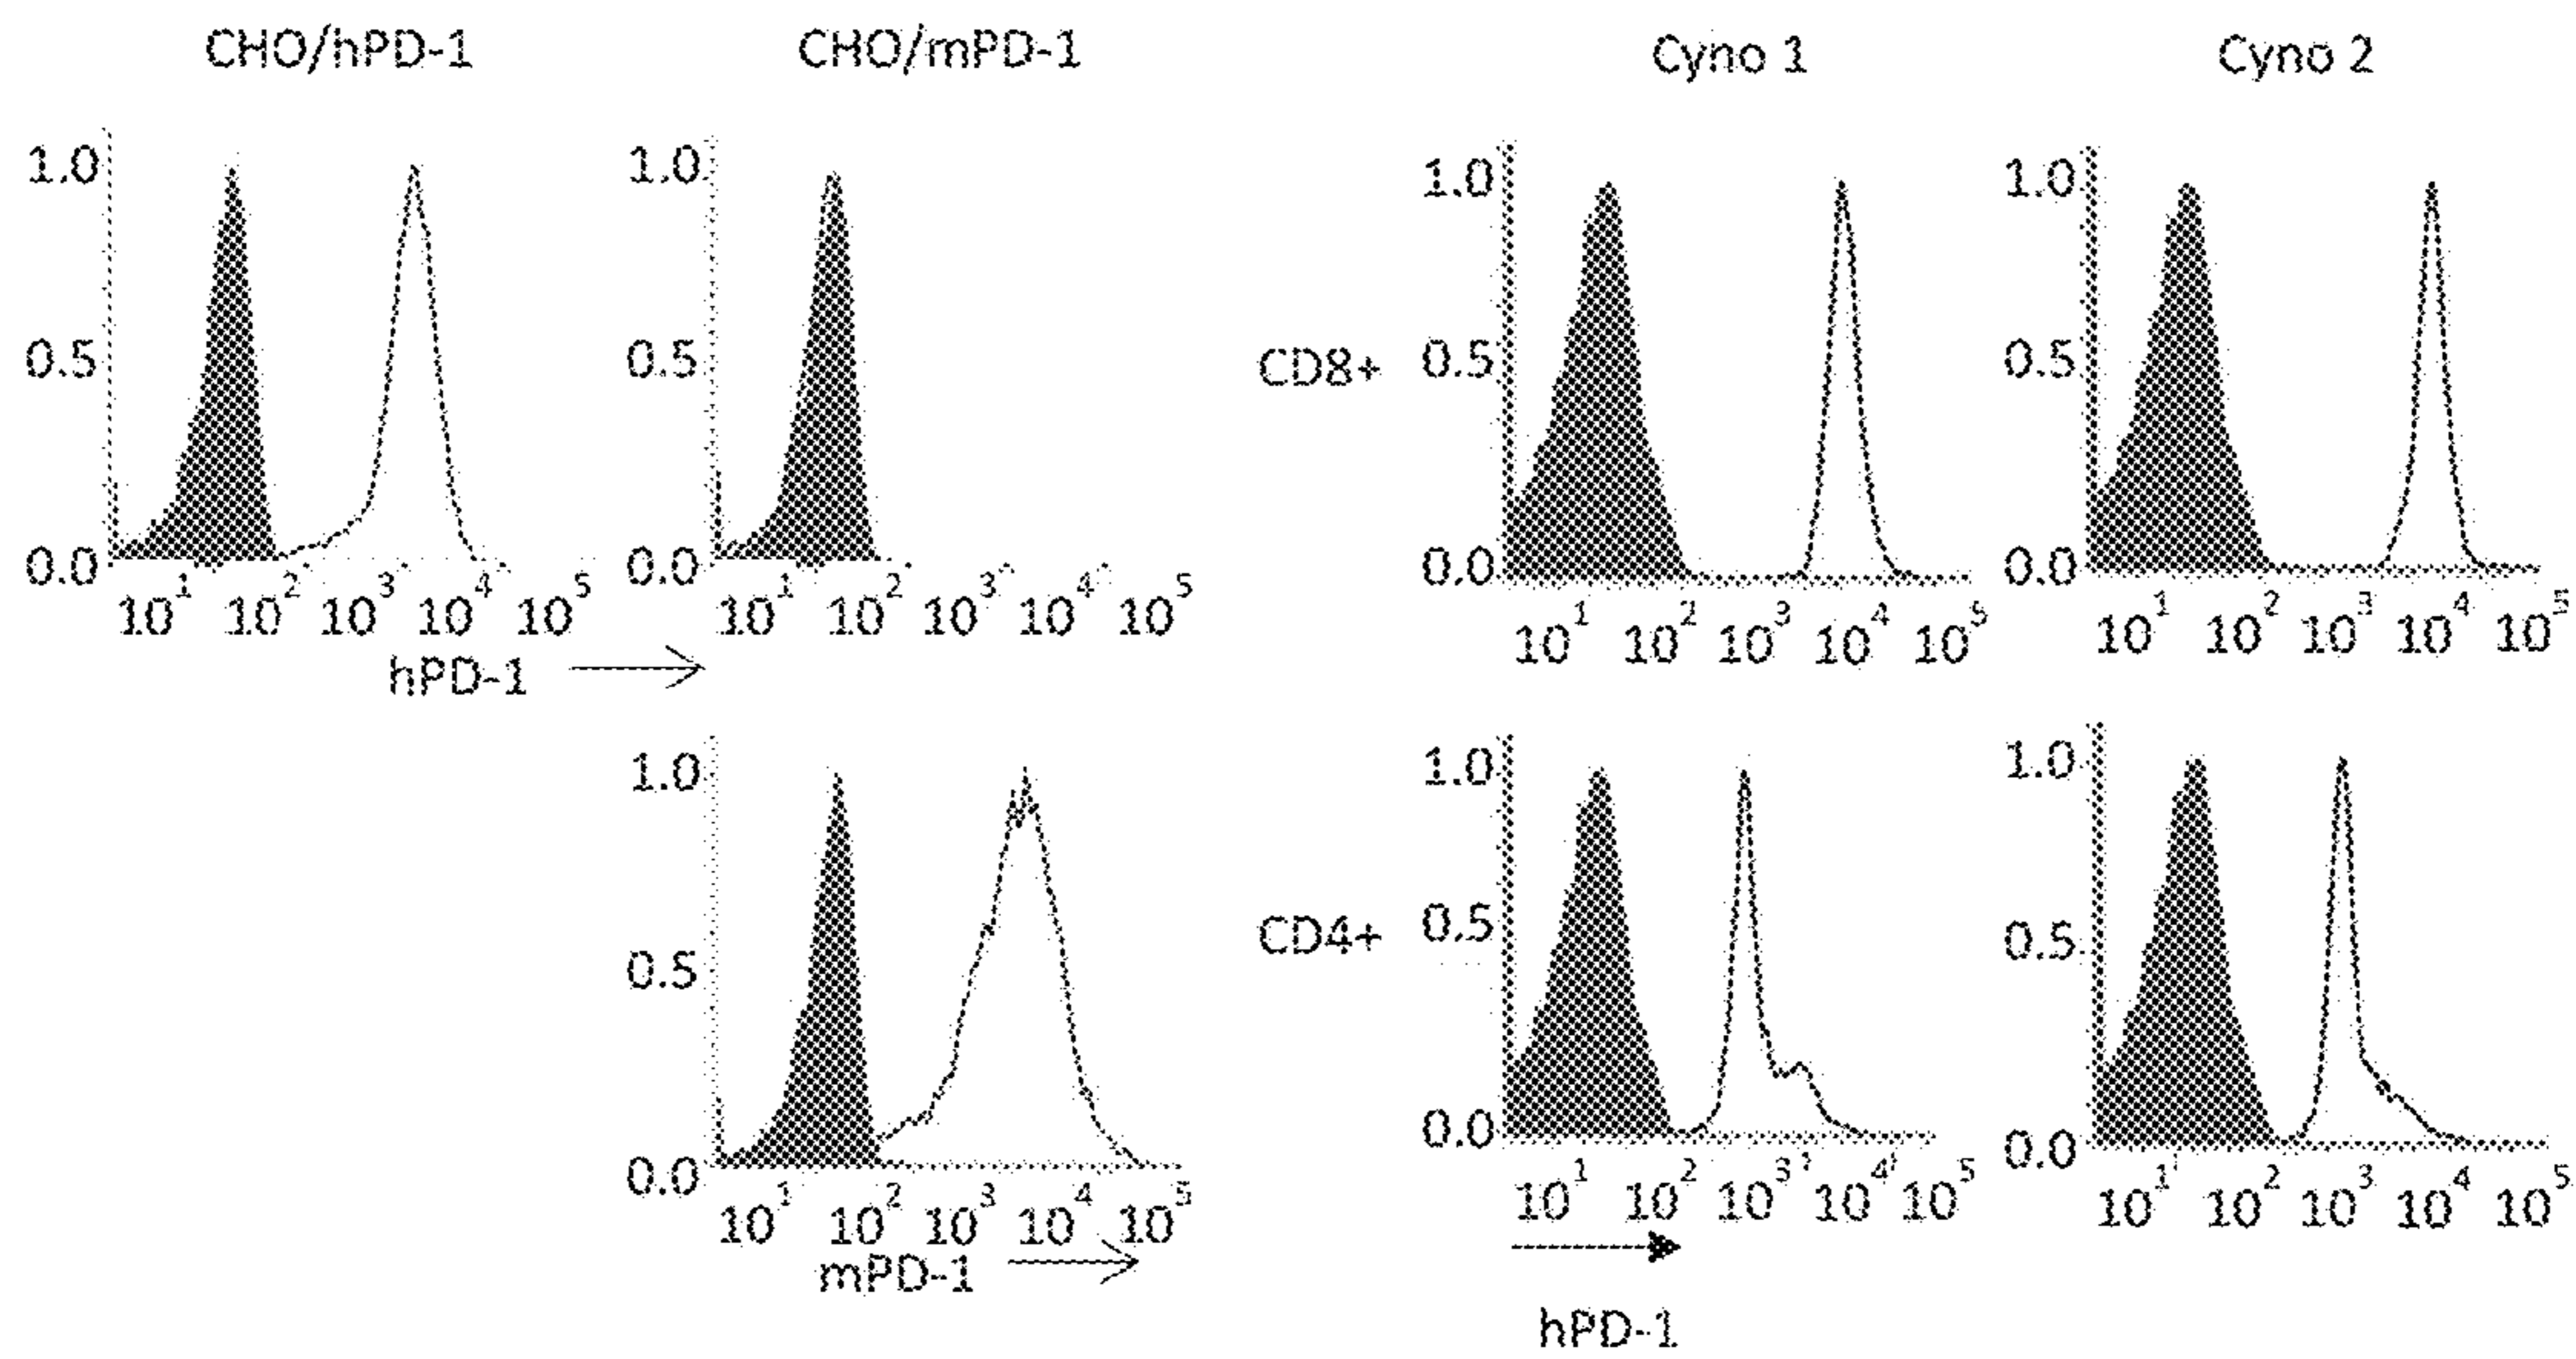 CHO/hPD-1 CHO/mPD-1 Cyno 1 Cyno 2
1.0 1.0 1.0 1.0
0.5 0.5 CD8+ 0.5 0.5
0.0 0.0 0.0 0.0
10¹ 10² 10³ 10⁴ 10⁵ 10¹ 10² 10³ 10⁴ 10⁵ 10¹ 10² 10³ 10⁴ 10⁵ 10¹ 10² 10³ 10⁴ 10⁵
hPD-1
1.0 1.0 1.0
0.5 CD4+ 0.5 0.5
0.0 0.0 0.0
10¹ 10² 10³ 10⁴ 10⁵ 10¹ 10² 10³ 10⁴ 10⁵ 10¹ 10² 10³ 10⁴ 10⁵
mPD-1
hPD-1